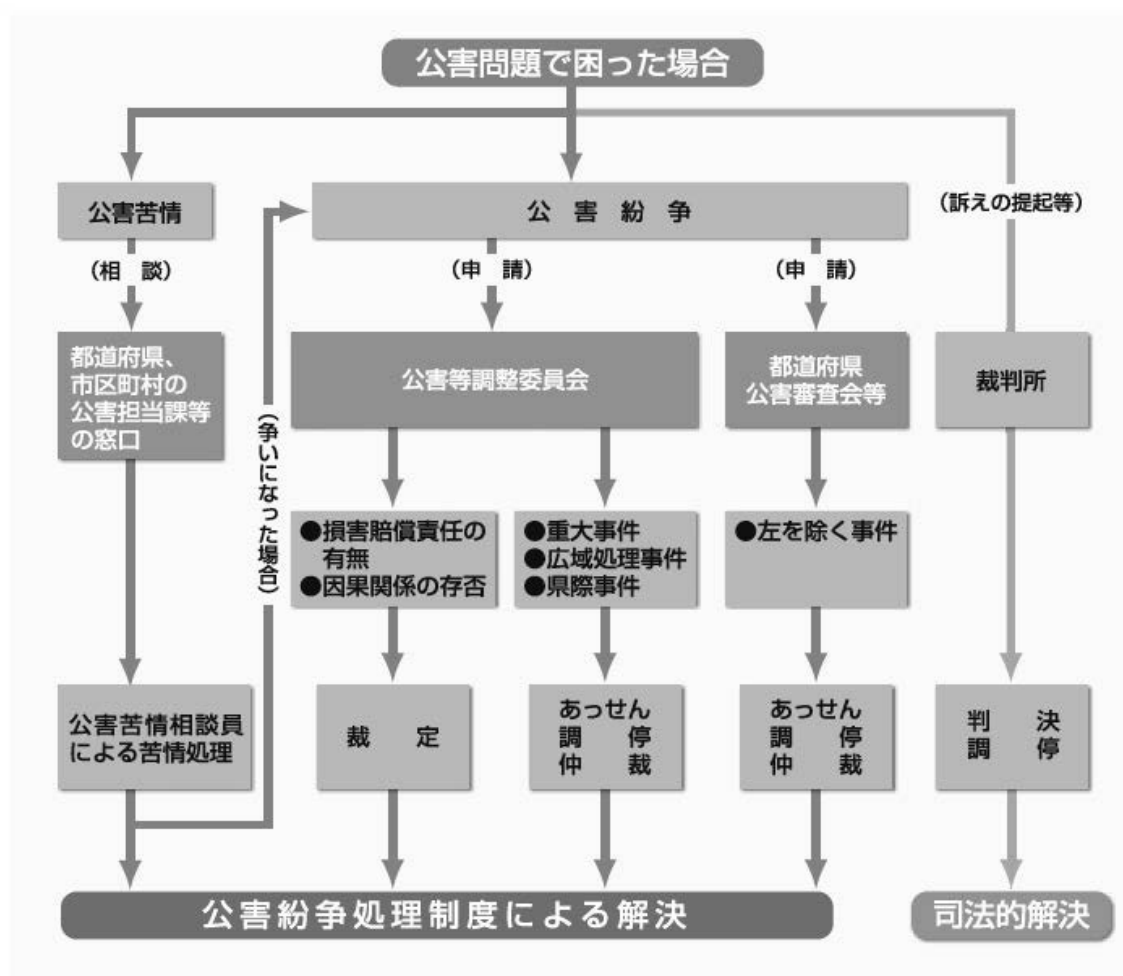 公害問題で困った場合
公害苦情
公害紛争
（訴えの提起等）
（相談）
（申請）
（申請）
都道府県、
市区町村の
公害担当課等
の窓口
公害等調整委員会
都道府県
公害審査会等
裁判所
（争いになった場合）
●損害賠償責任の
有無
●因果関係の存否
●重大事件
●広域処理事件
●県際事件
●左を除く事件
公害苦情相談員
による苦情処理
裁定
あっせん
調停
仲裁
あっせん
調停
仲裁
判決
調停
公害紛争処理制度による解決
司法的解決